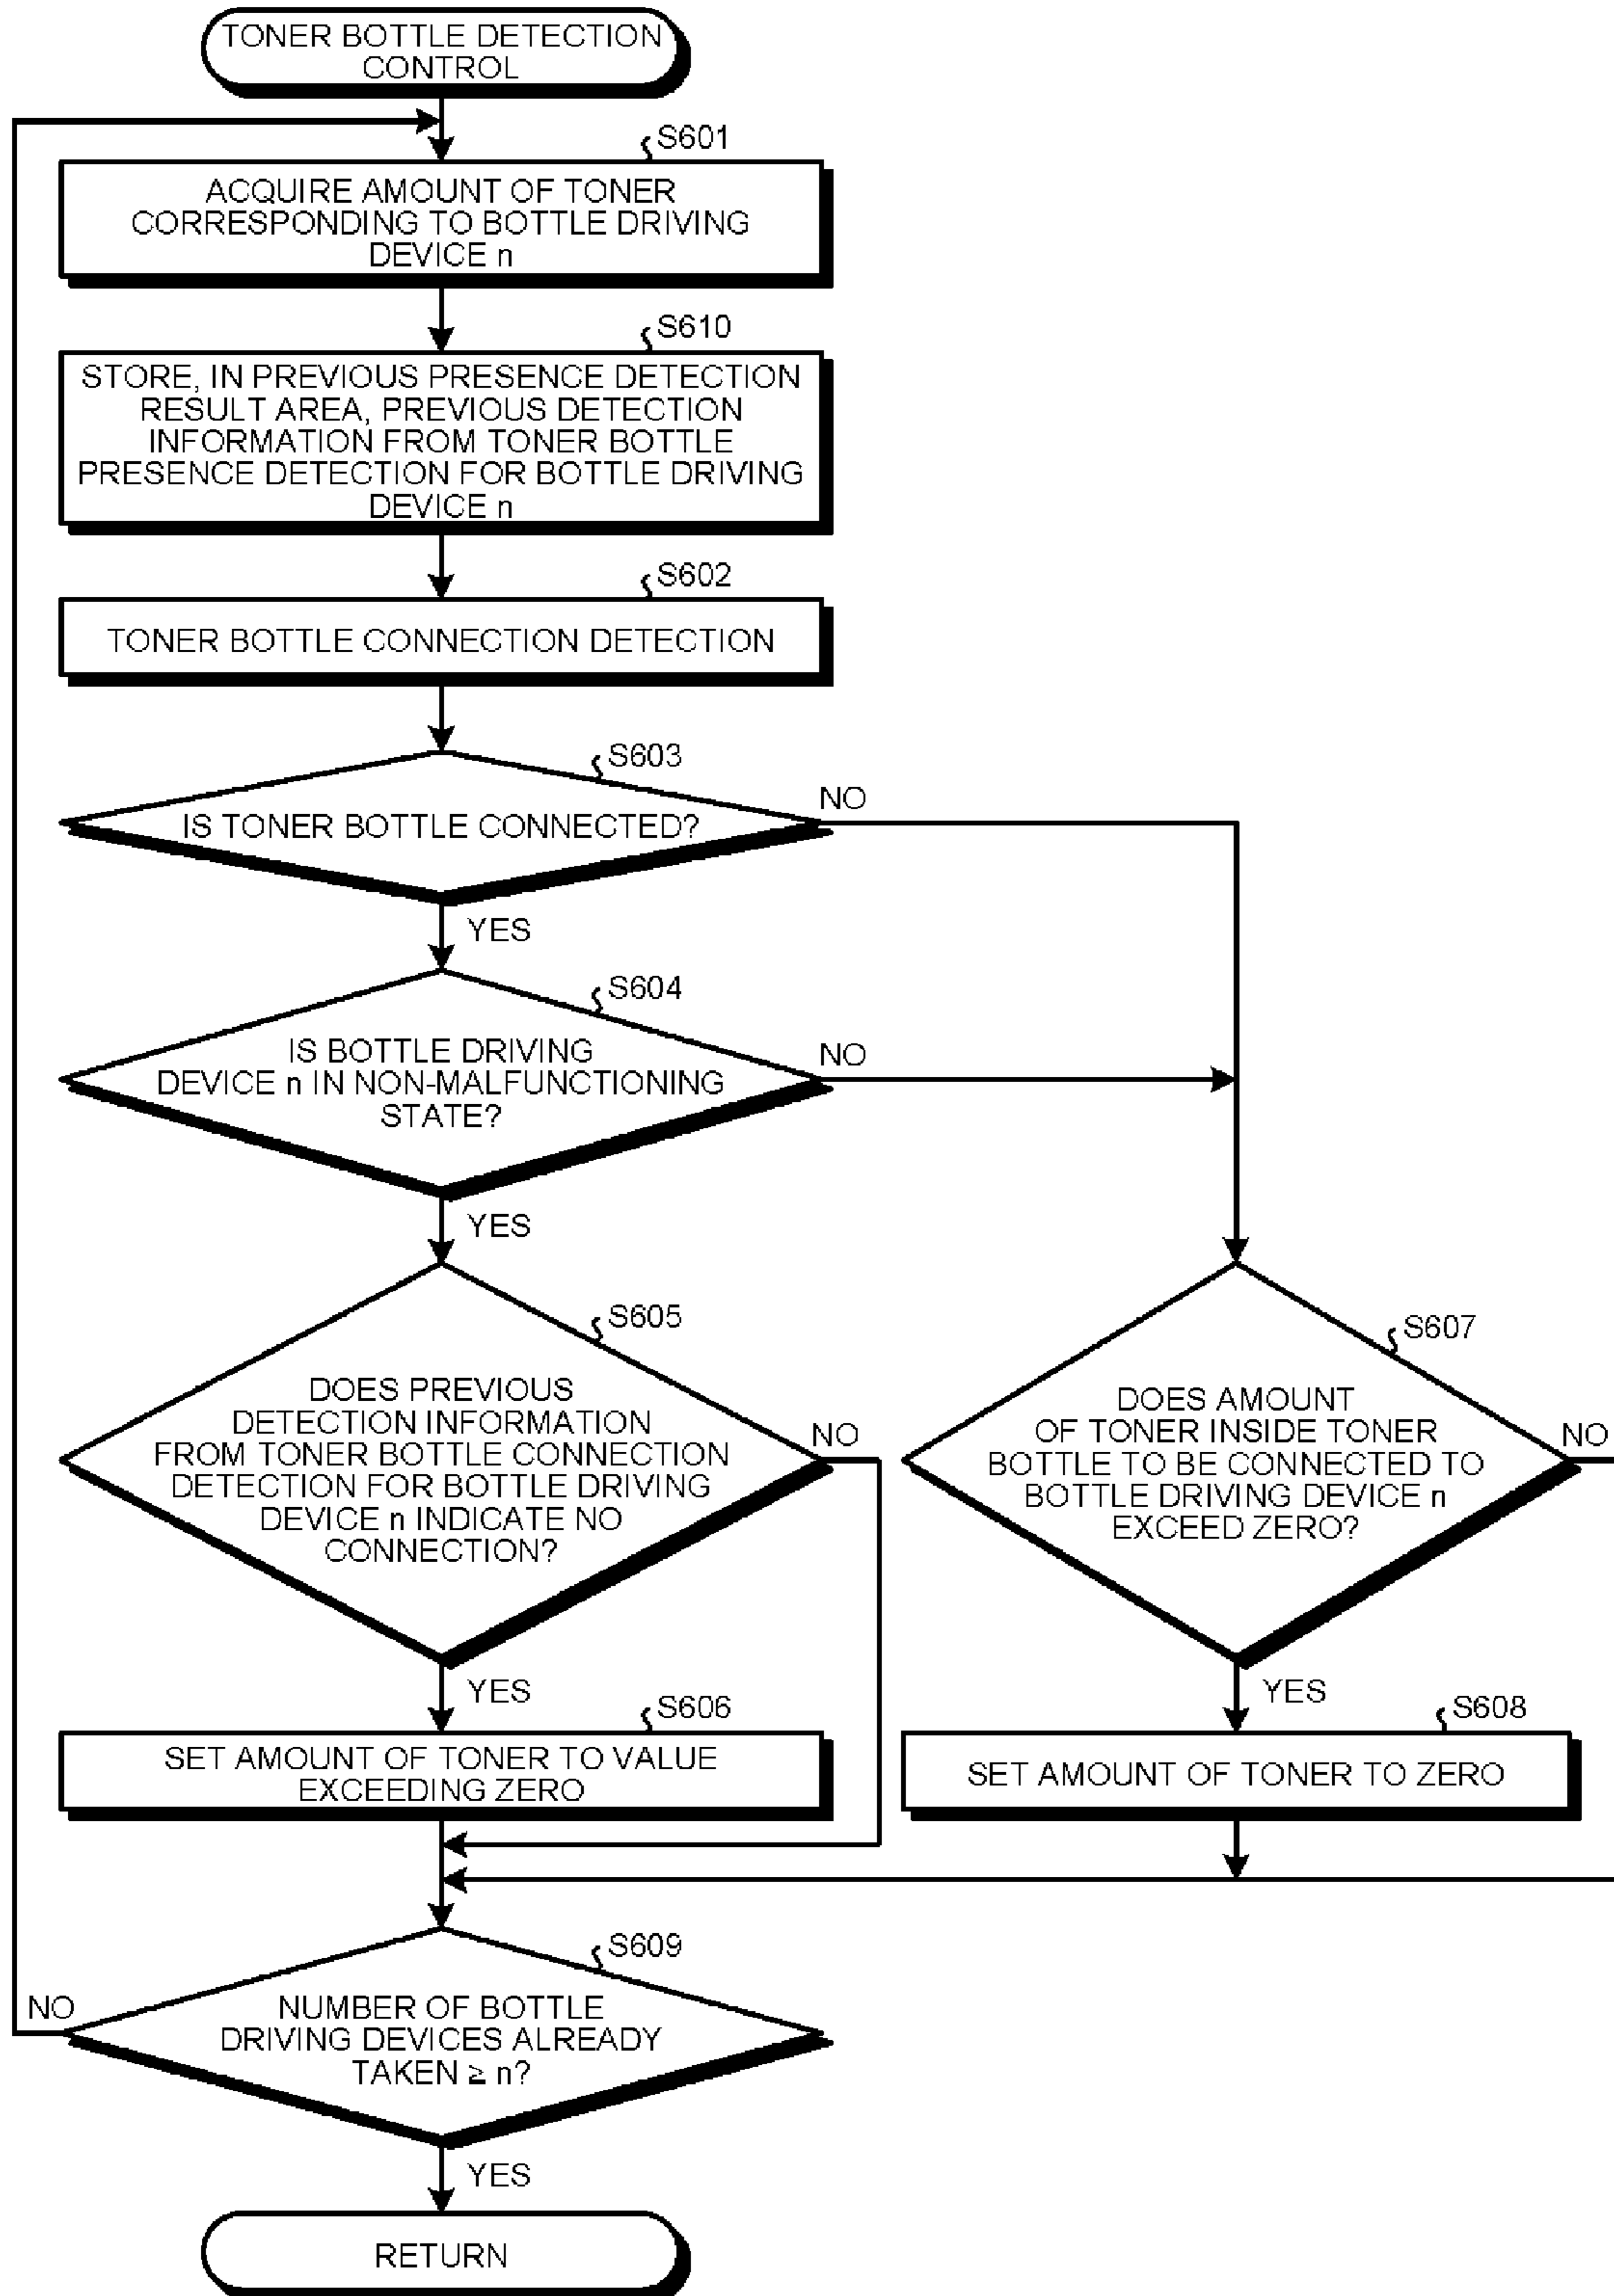 TONER BOTTLE DETECTION
CONTROL
S601
ACQUIRE AMOUNT OF TONER
CORRESPONDING TO BOTTLE DRIVING
DEVICE n
S610
STORE, IN PREVIOUS PRESENCE DETECTION
RESULT AREA, PREVIOUS DETECTION
INFORMATION FROM TONER BOTTLE
PRESENCE DETECTION FOR BOTTLE DRIVING
DEVICE n
S602
TONER BOTTLE CONNECTION DETECTION
S603
IS TONER BOTTLE CONNECTED?
NO
YES
S604
IS BOTTLE DRIVING
DEVICE n IN NON-MALFUNCTIONING
STATE?
NO
YES
S605
DOES PREVIOUS
DETECTION INFORMATION
FROM TONER BOTTLE CONNECTION
DETECTION FOR BOTTLE DRIVING
DEVICE n INDICATE NO
CONNECTION?
NO
YES
S607
DOES AMOUNT
OF TONER INSIDE TONER
BOTTLE TO BE CONNECTED TO
BOTTLE DRIVING DEVICE n
EXCEED ZERO?
NO
YES
S606
SET AMOUNT OF TONER TO VALUE
EXCEEDING ZERO
S608
SET AMOUNT OF TONER TO ZERO
S609
NUMBER OF BOTTLE
DRIVING DEVICES ALREADY
TAKEN ≥ n?
NO
YES
RETURN